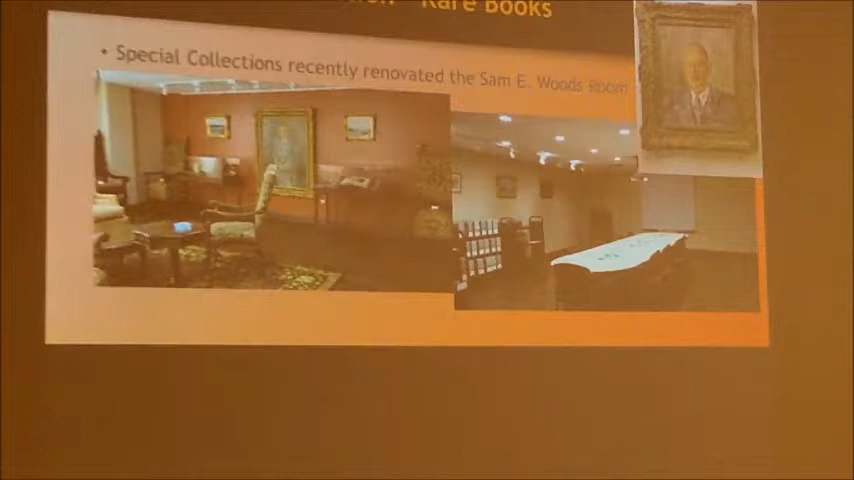 Rare Books
• Special Collections recently renovated the Sam E. Woods Room